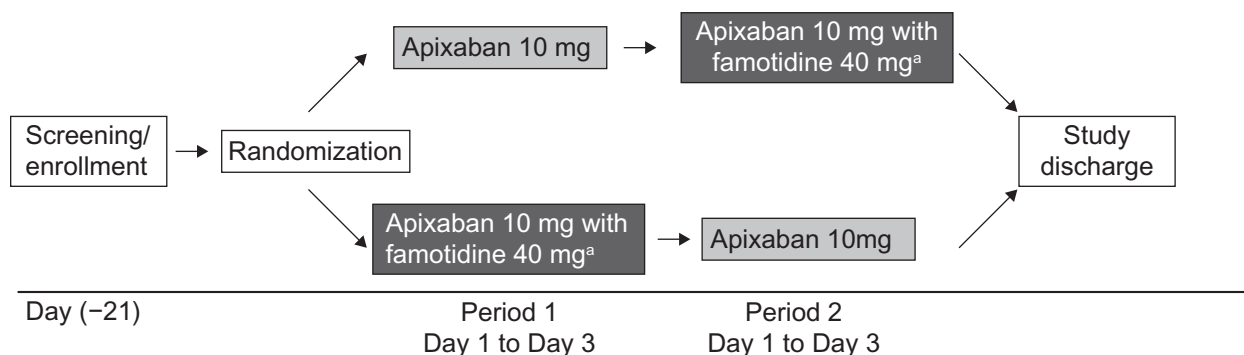 Apixaban 10 mg
Apixaban 10 mg with
famotidine 40 mgᵃ
Screening/
enrollment
Randomization
Study
discharge
Apixaban 10 mg with
famotidine 40 mgᵃ
Apixaban 10mg
Day (−21)
Period 1
Day 1 to Day 3
Period 2
Day 1 to Day 3